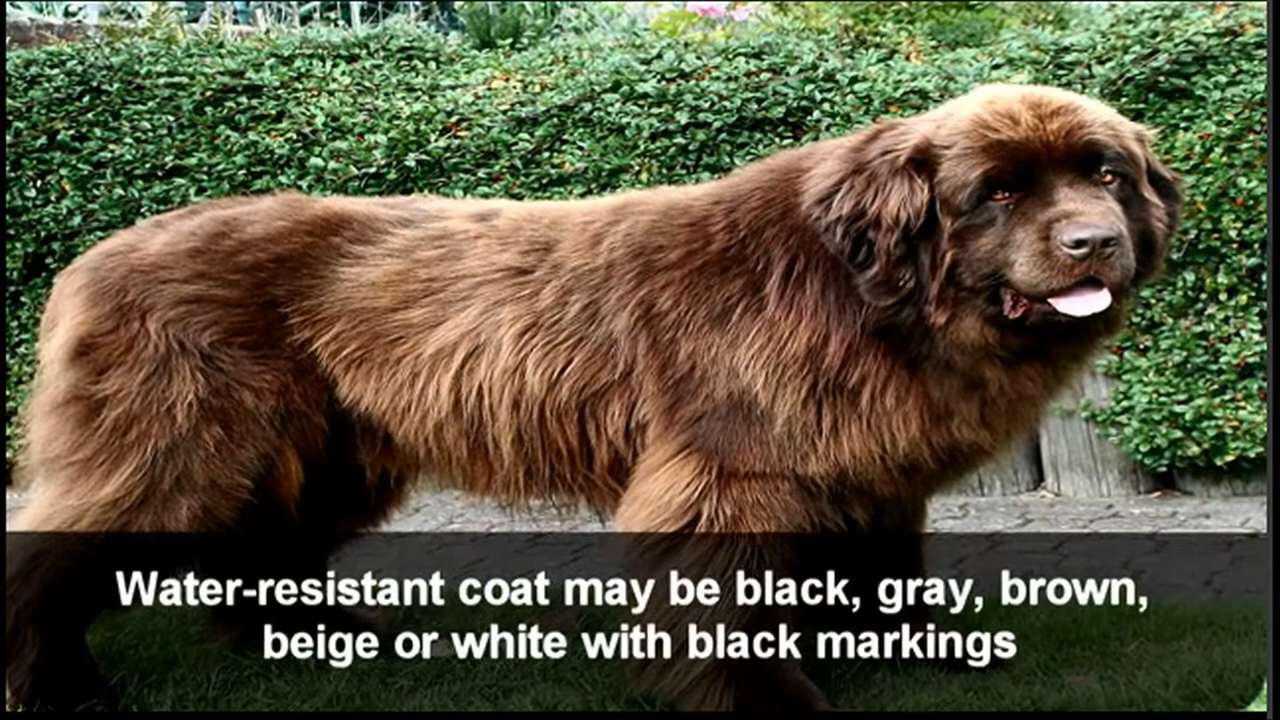 Water-resistant coat may be black, gray, brown,
beige or white with black markings